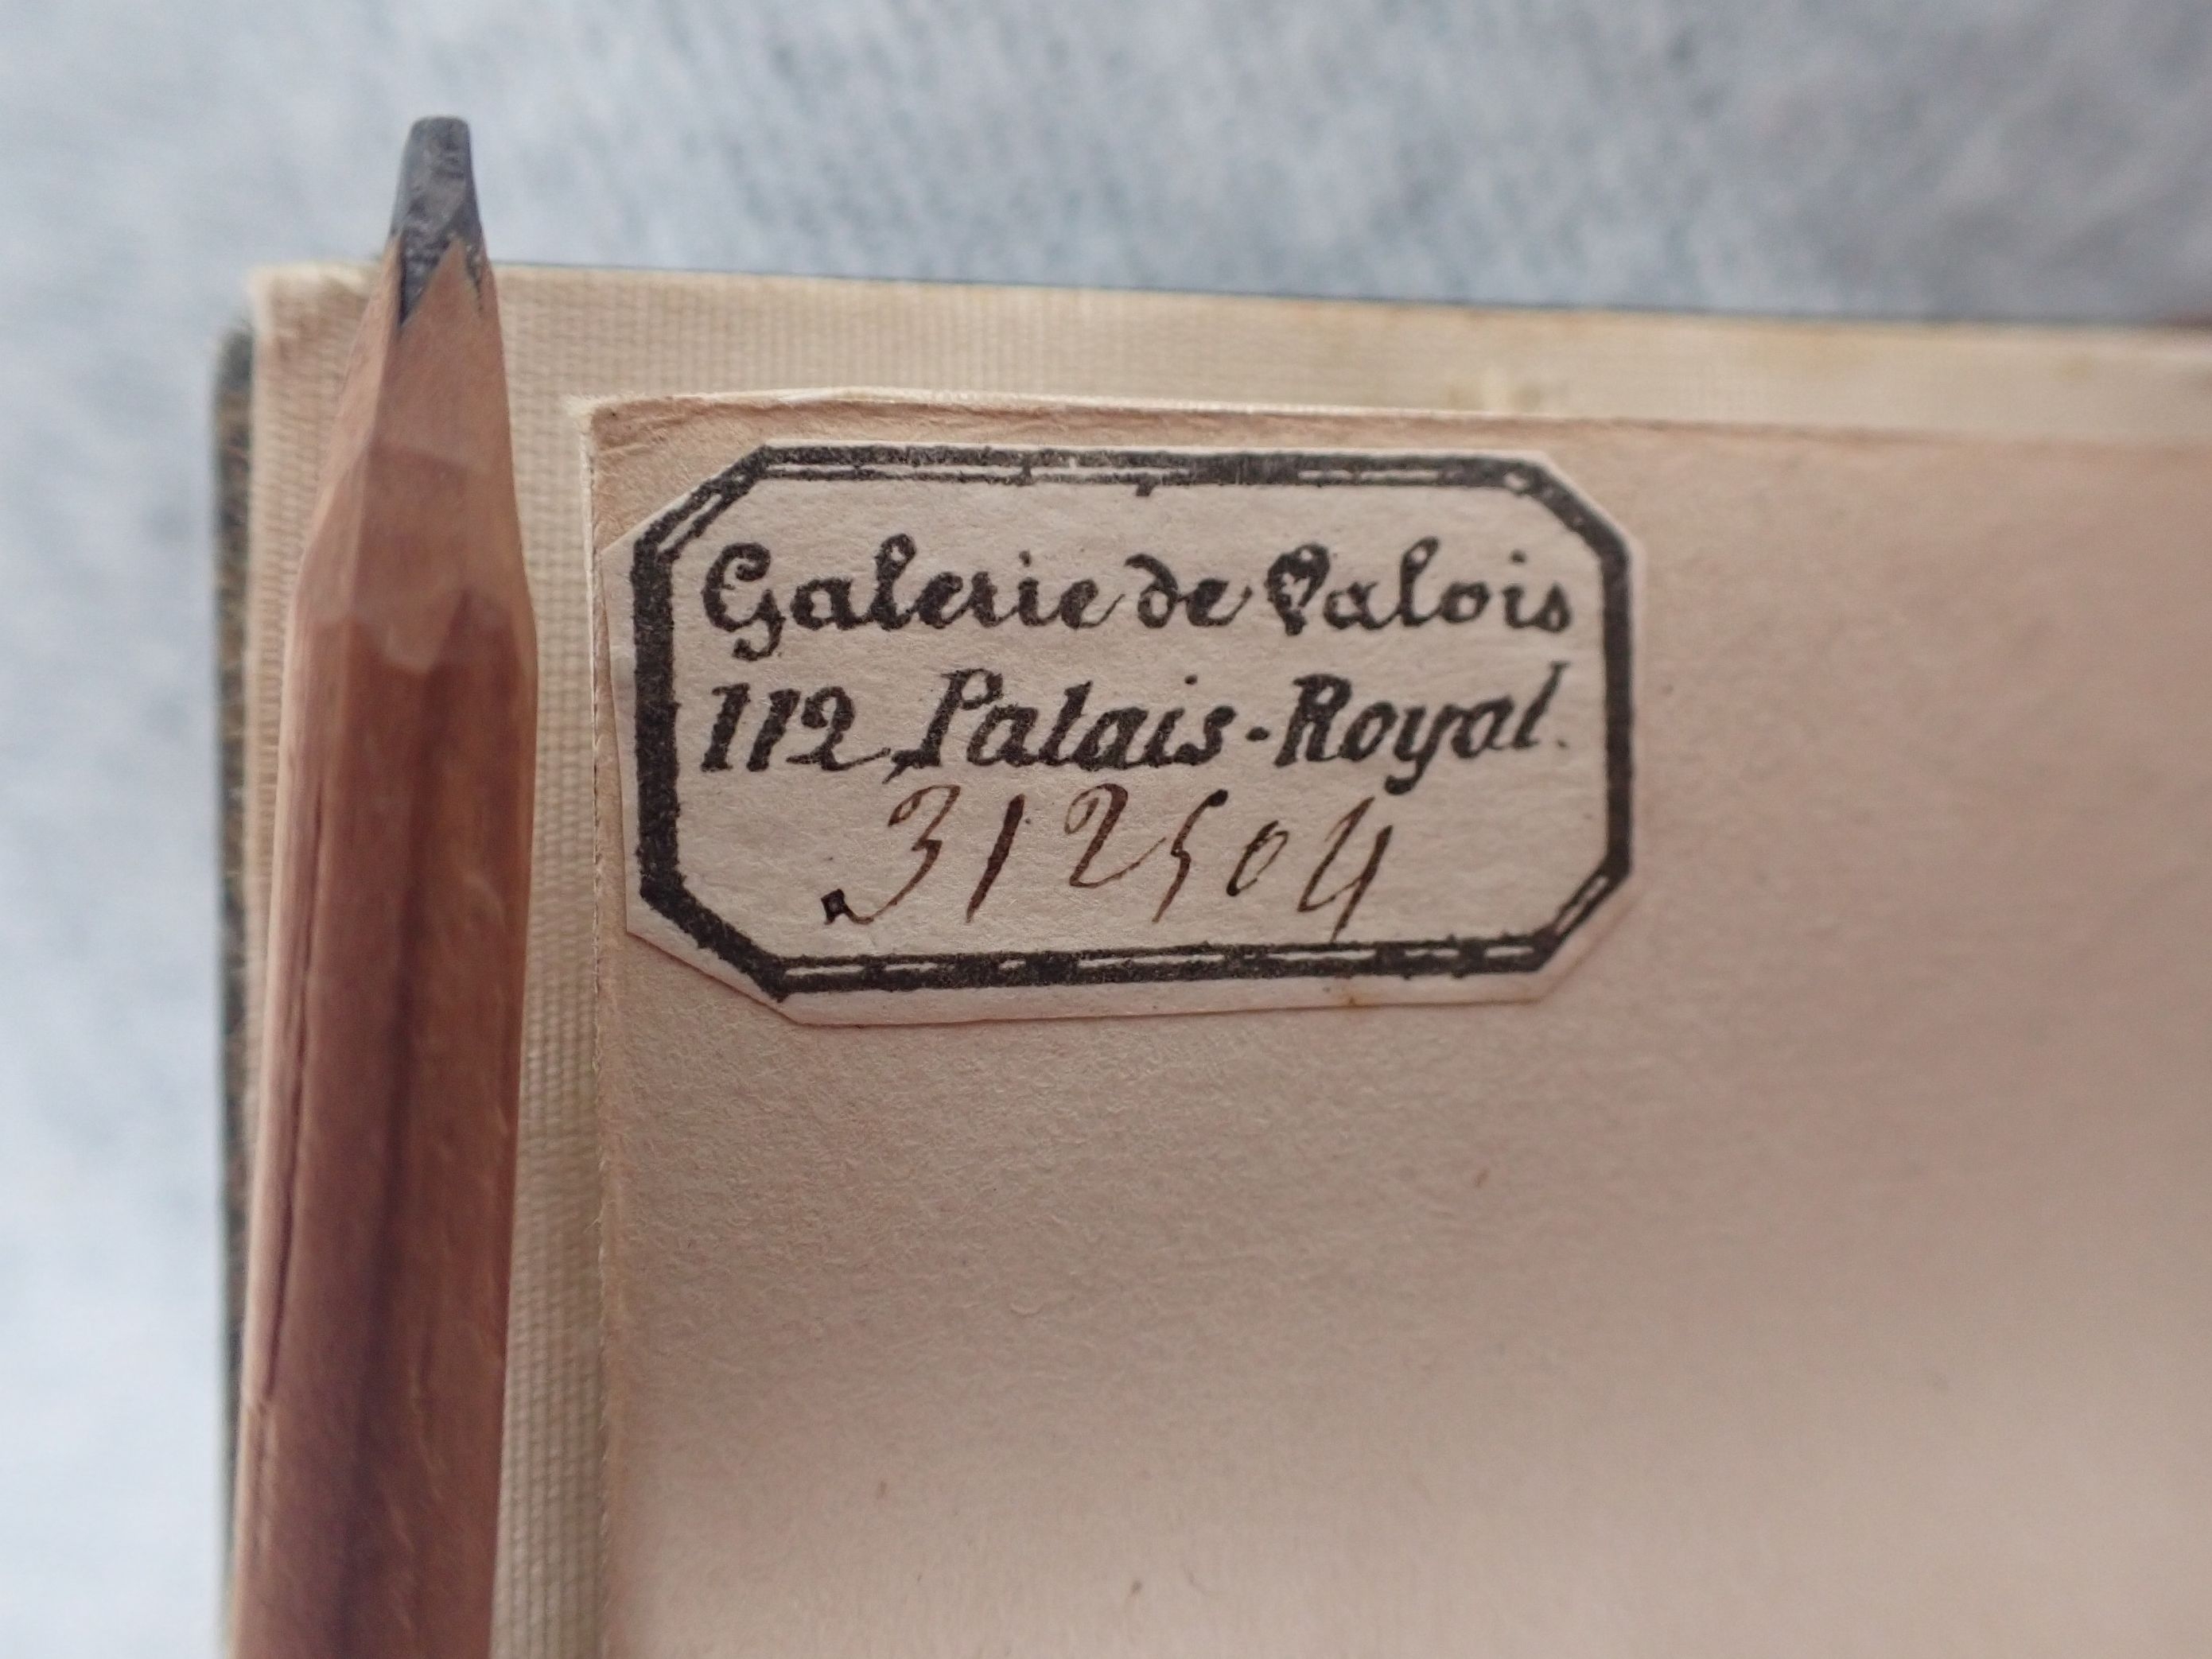 Galerie de Valois
112, Palais-Royal.
312504